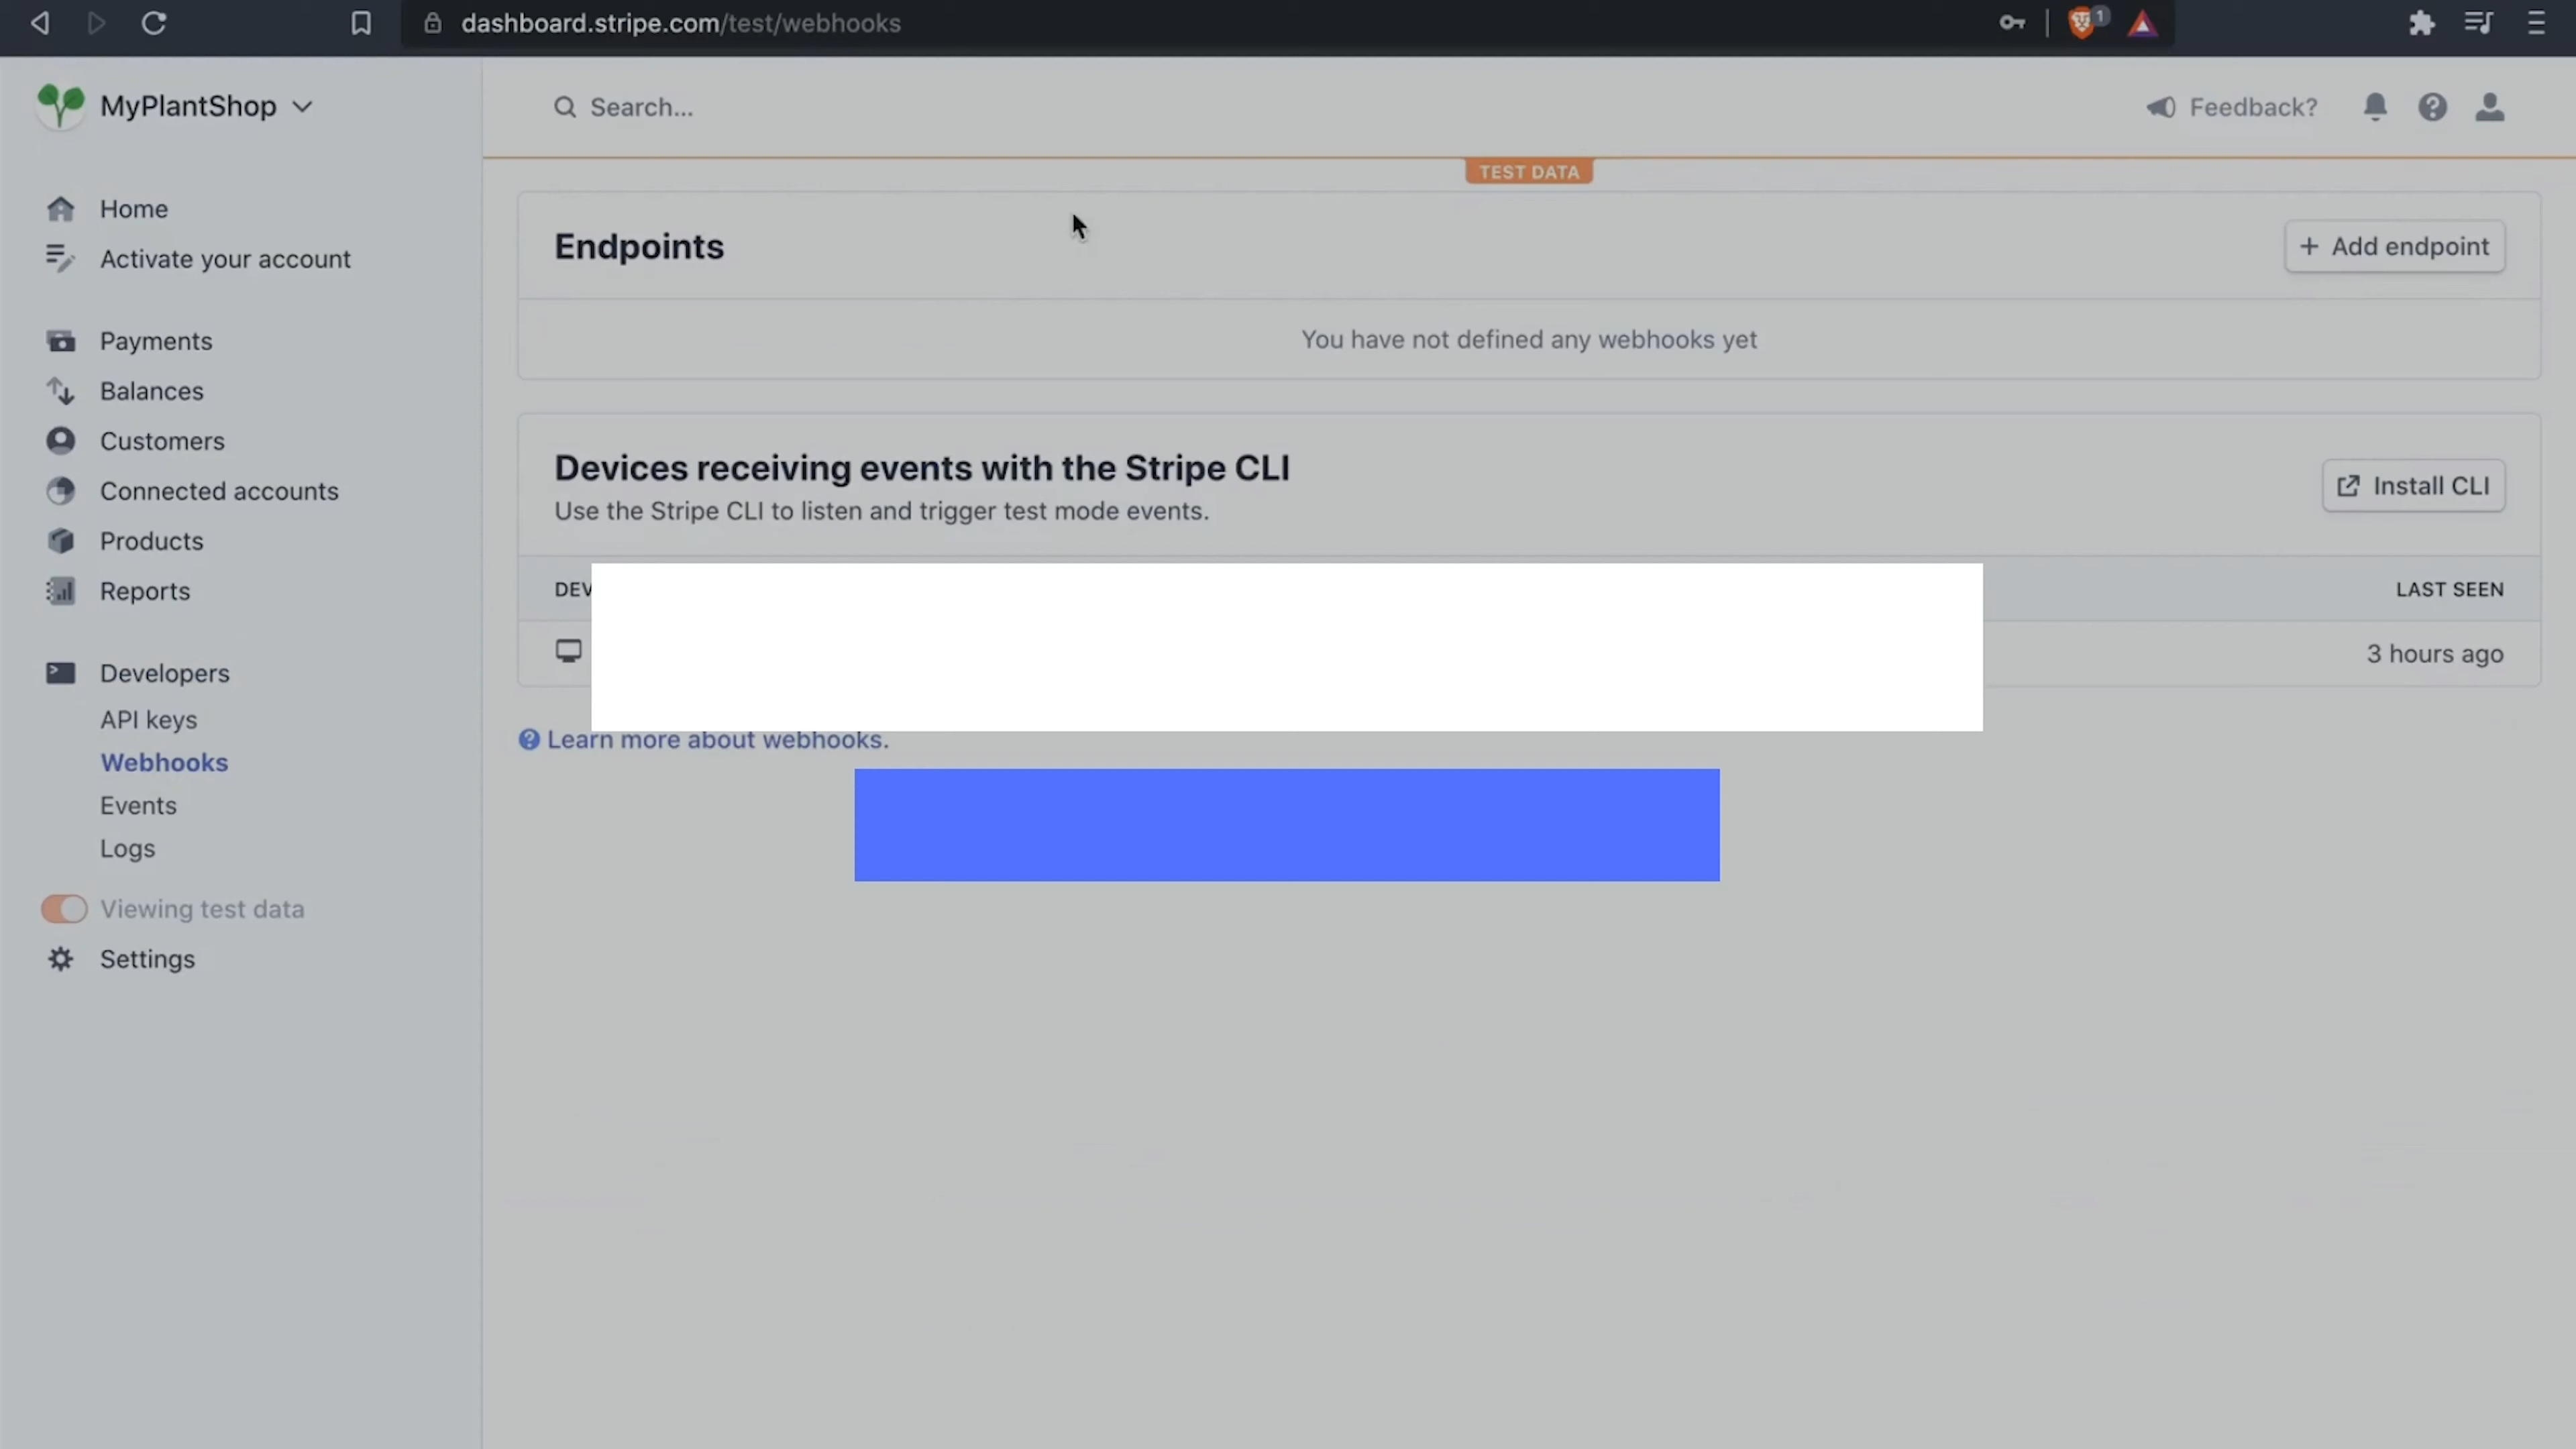 dashboard.stripe.com/test/webhooks
1
MyPlantShop
Search...
Feedback?
TEST DATA
Home
Activate your account
Payments
Balances
Customers
Connected accounts
Products
Reports
Developers
API keys
Webhooks
Events
Logs
Viewing test data
Settings
Endpoints
+ Add endpoint
You have not defined any webhooks yet
Devices receiving events with the Stripe CLI
Use the Stripe CLI to listen and trigger test mode events.
Install CLI
LAST SEEN
3 hours ago
Learn more about webhooks.